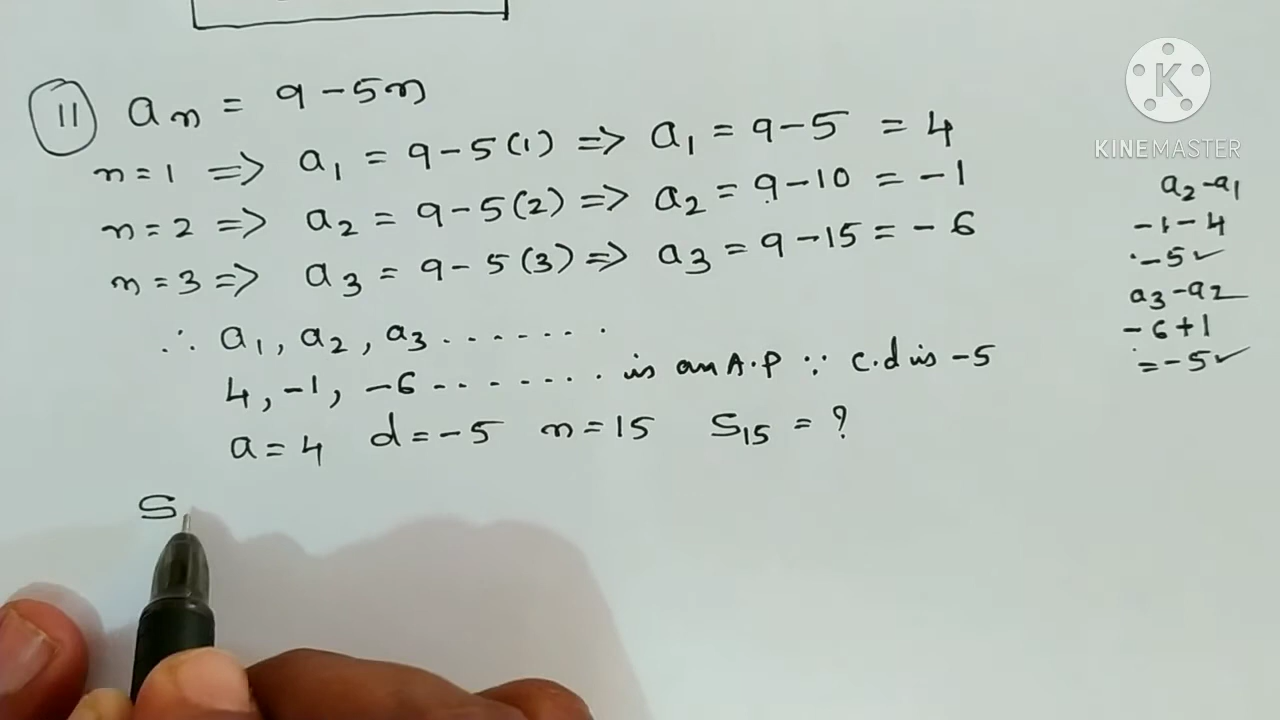 11 an = 9 - 5n
n = 1 => a1 = 9 - 5(1) => a1 = 9 - 5 = 4
n = 2 => a2 = 9 - 5(2) => a2 = 9 - 10 = -1
n = 3 => a3 = 9 - 5(3) => a3 = 9 - 15 = -6
∴ a1, a2, a3 .......
4, -1, -6 ........ is an A.P ∵ C.d is -5
a = 4 d = -5 n = 15 S15 = ?
S
K
KINEMASTER
a2 - a1
-1 - 4
-5 ✓
a3 - a2
-6 + 1
= -5 ✓